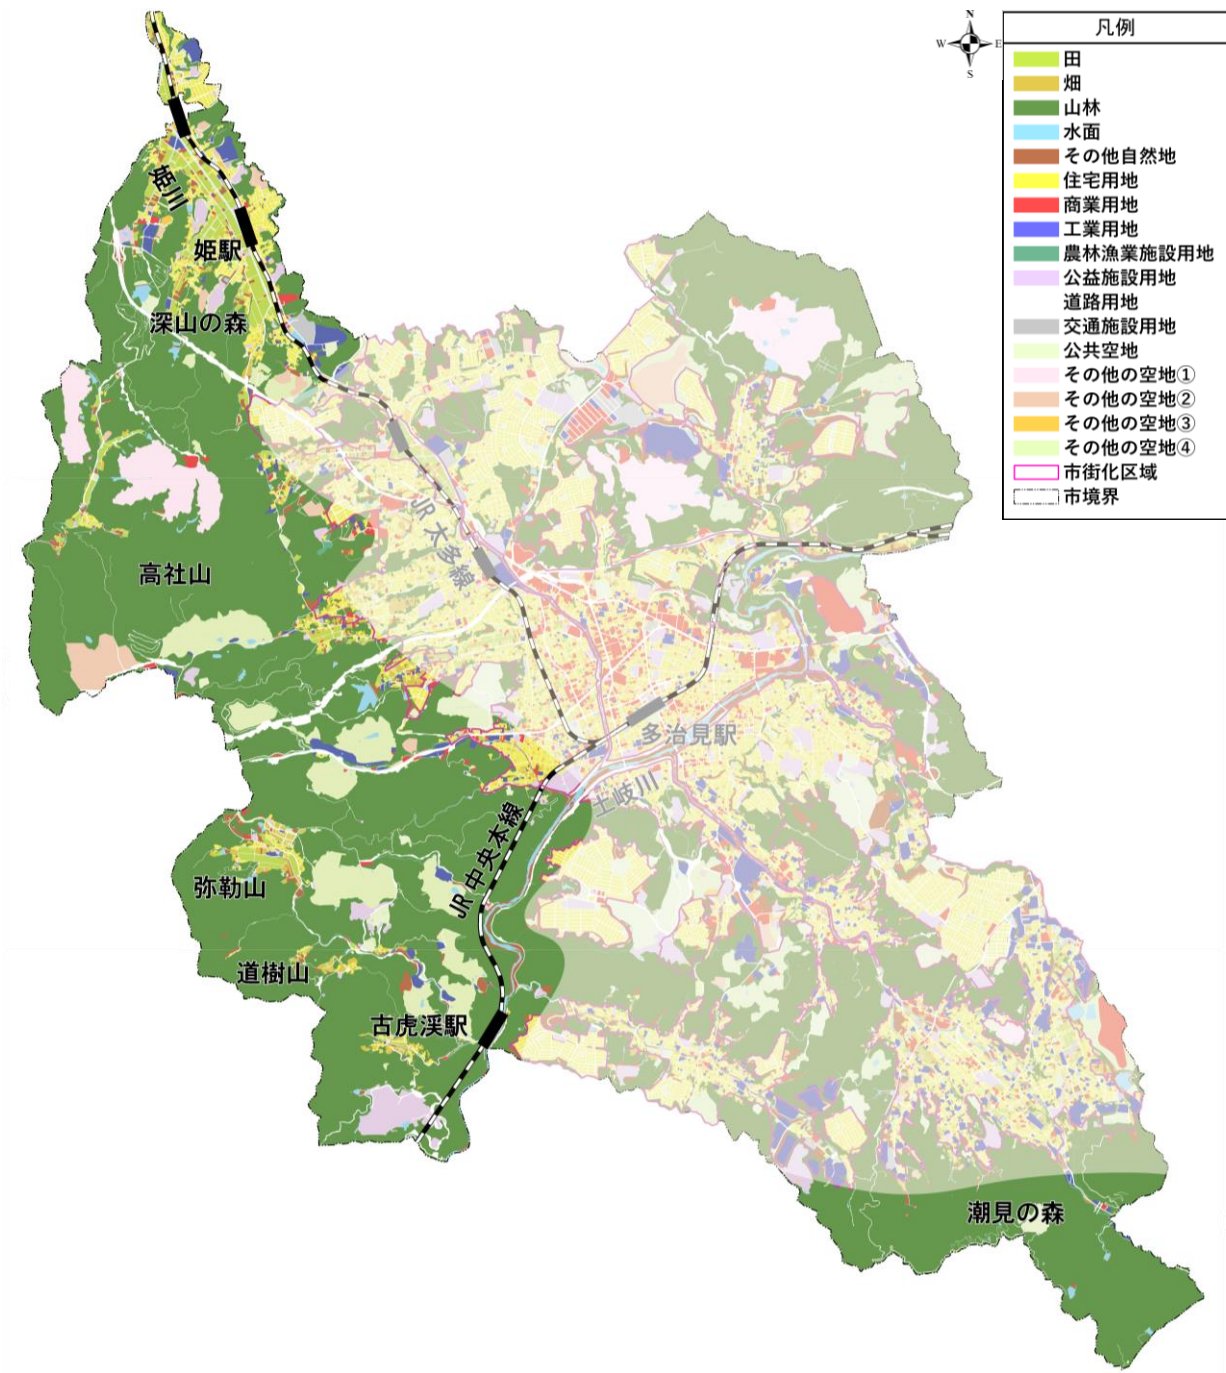 N
W
E
S
凡例
田
畑
山林
水面
その他自然地
住宅用地
商業用地
工業用地
農林漁業施設用地
公益施設用地
道路用地
交通施設用地
公共空地
その他の空地①
その他の空地②
その他の空地③
その他の空地④
市街化区域
市境界
姫川
姫駅
深山の森
JR 太多線
高社山
多治見駅
土岐川
JR 中央本線
弥勒山
道樹山
古虎渓駅
潮見の森